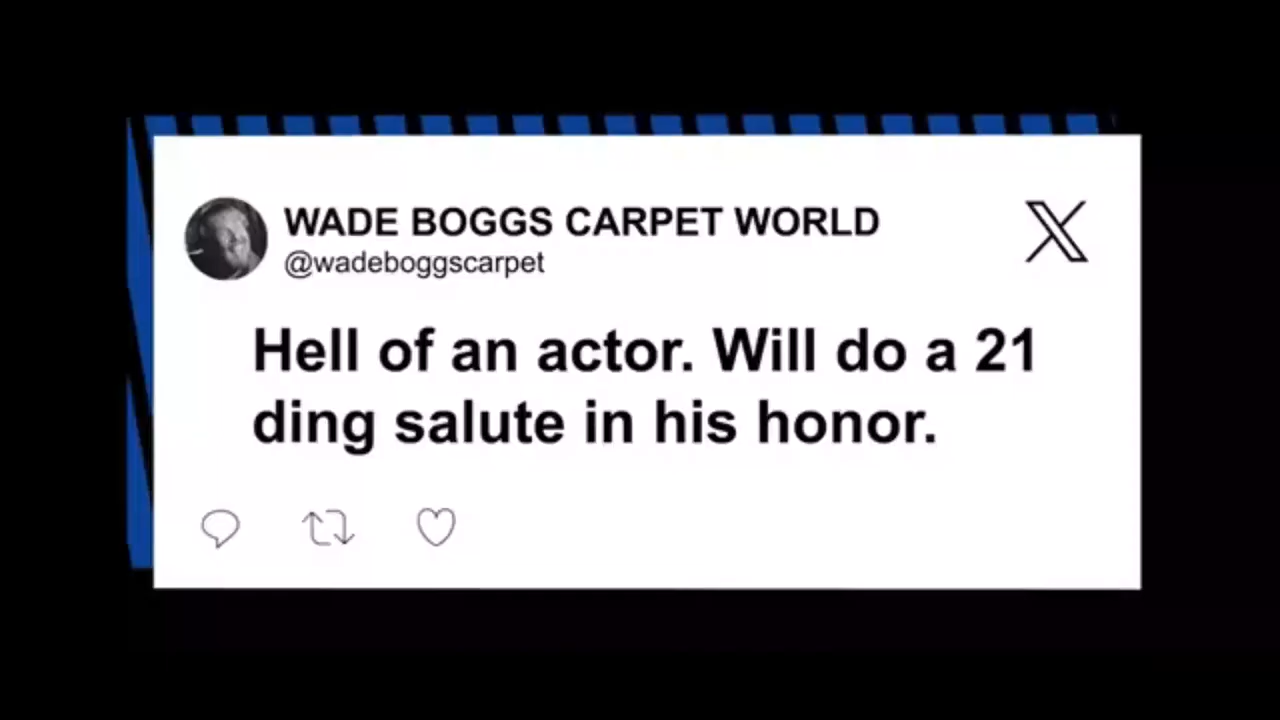 WADE BOGGS CARPET WORLD
@wadeboggscarpet
Hell of an actor. Will do a 21
ding salute in his honor.